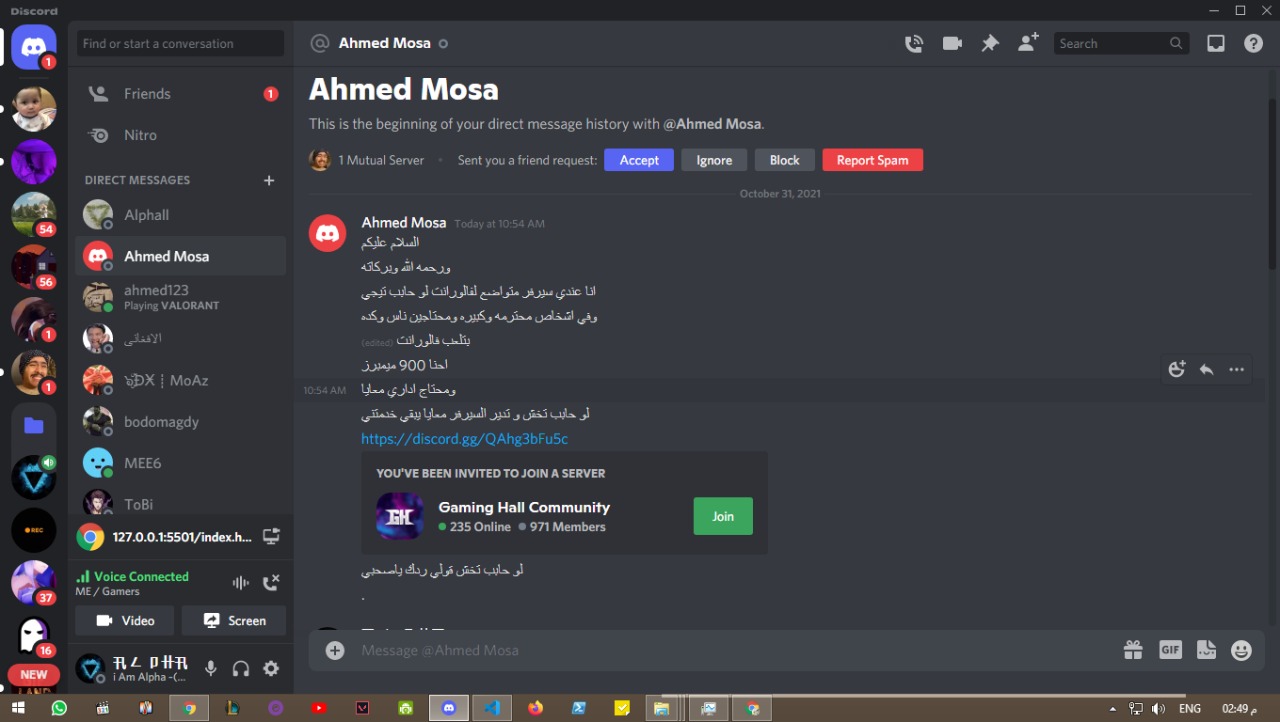 Discord
Find or start a conversation
@ Ahmed Mosa
Search
1
Friends
1
Nitro
DIRECT MESSAGES +
Alphall
Ahmed Mosa
ahmed123
Playing VALORANT
الافغاني
MoAz
bodomagdy
MEE6
ToBi
54
56
1
1
37
16
NEW
REC
127.0.0.1:5501/index.h...
Voice Connected
ME / Gamers
Video
Screen
i Am Alpha -(...
Ahmed Mosa
This is the beginning of your direct message history with @Ahmed Mosa.
1 Mutual Server • Sent you a friend request: Accept Ignore Block Report Spam
October 31, 2021
Ahmed Mosa Today at 10:54 AM
السلام عليكم
ورحمه الله وبركاته
انا عندي سيرفر متواضع لفالورانت لو حابب تيجي
وفي اشخاص محترمه وكبيره ومحتاجين ناس وكده
بتلعب فالورانت (edited)
احنا 900 ميمبرز
10:54 AM ومحتاج اداري معايا
لو حابب تخش و تدير السيرفر معايا يبقي خدمتني
https://discord.gg/QAhg3bFu5c
YOU'VE BEEN INVITED TO JOIN A SERVER
GH
Gaming Hall Community
235 Online 971 Members
Join
لو حابب تخش قولي ردك ياصحبي
.
Message @Ahmed Mosa
GIF
ENG
02:49 م